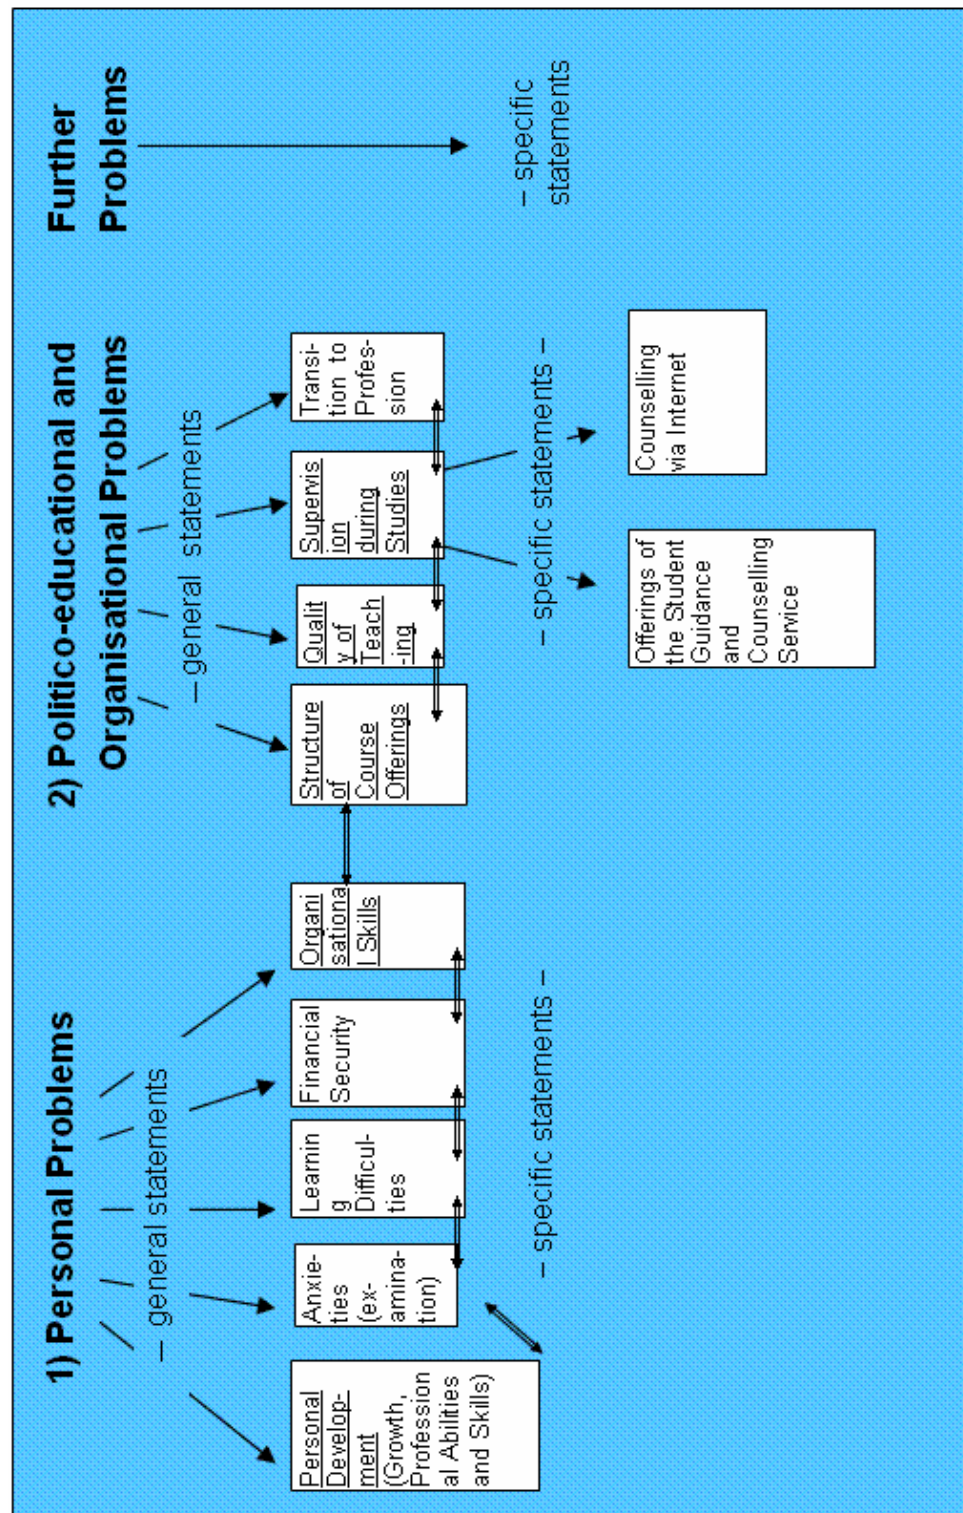 1) Personal Problems
– general statements
Personal
Develop-
ment
(Growth,
Profession
al Abilities
and Skills)
Anxie-
ties
(ex-
amina-
tion)
Learnin
g
Difficul-
ties
Financial
Security
Organi
sationa
l Skills
– specific statements –
2) Politico-educational and
Organisational Problems
– general statements
Structure
of
Course
Offerings
Qualit
y of
Teach
-ing
Supervis
ion
during
Studies
Transi-
tion to
Profes-
sion
– specific statements –
Offerings of
the Student
Guidance
and
Counselling
Service
Counselling
via Internet
Further
Problems
– specific
statements